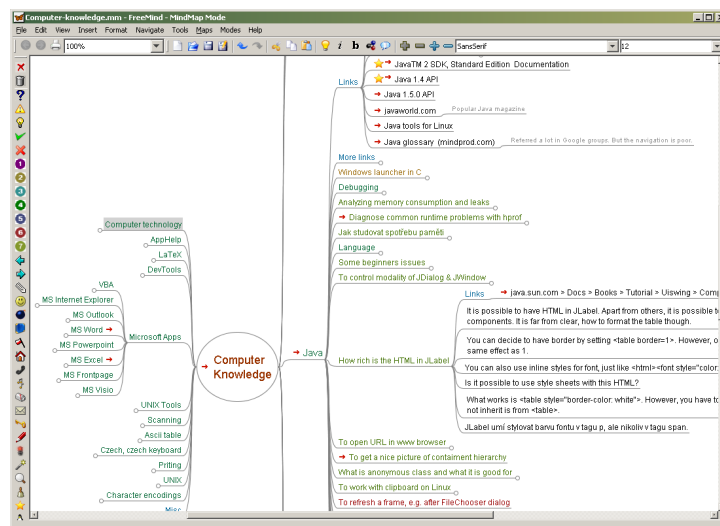 Computer-knowledge.mm - FreeMind - MindMap Mode
File Edit View Insert Format Navigate Tools Maps Modes Help
100%
SansSerif
12
Links
JavaTM 2 SDK, Standard Edition Documentation
Java 1.4 API
Java 1.5.0 API
javaworld.com
Popular Java magazine
Java tools for Linux
Java glossary (mindprod.com)
Referred a lot in Google groups. But the navigation is poor.
More links
Windows launcher in C
Debugging
Analyzing memory consumption and leaks
Diagnose common runtime problems with hprof
Jak studovat spotřebu paměti
Language
Some beginners issues
To control modality of JDialog & JWindow
Computer technology
AppHelp
LaTeX
DevTools
VBA
MS Internet Explorer
MS Outlook
MS Word
MS Powerpoint
MS Excel
MS Frontpage
MS Visio
Microsoft Apps
Computer
Knowledge
Java
How rich is the HTML in JLabel
Links
java.sun.com > Docs > Books > Tutorial > Uiswing > Comp
It is possible to have HTML in JLabel. Apart from others, it is possible to
components. It is far from clear, how to format the table though.
You can decide to have border by setting <table border=1>. However, o
same effect as 1.
You can also use inline styles for font, just like <html><font style="color:
Is it possible to use style sheets with this HTML?
What works is <table style="border-color: white">. However, you have to
not inherit is from <table>.
JLabel umí stylovat barvu fontu v tagu p, ale nikoliv v tagu span.
UNIX Tools
Scanning
Ascii table
Czech, czech keyboard
Priting
UNIX
Character encodings
Misc
To open URL in www browser
To get a nice picture of contaiment hierarchy
What is anonymous class and what it is good for
To work with clipboard on Linux
To refresh a frame, e.g. after FileChooser dialog